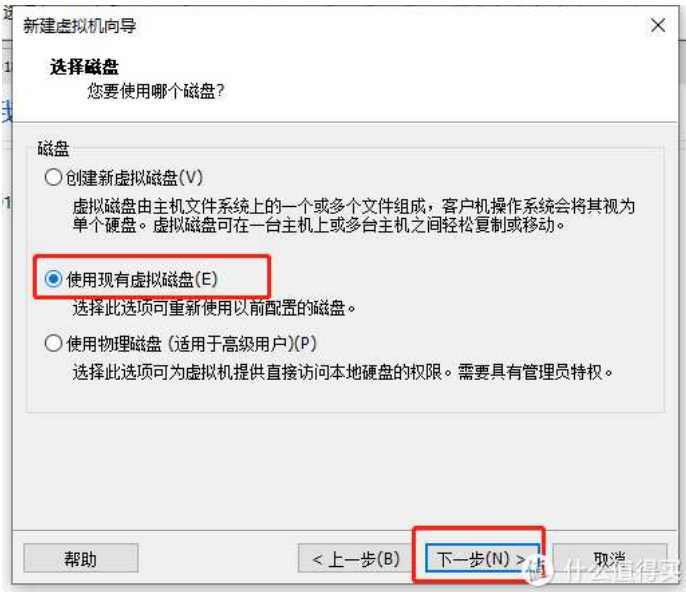 新建虚拟机向导
选择磁盘
您要使用哪个磁盘?
磁盘
创建新虚拟磁盘(V)
虚拟磁盘由主机文件系统上的一个或多个文件组成，客户机操作系统会将其视为
单个硬盘。虚拟磁盘可在一台主机上或多台主机之间轻松复制或移动。
使用现有虚拟磁盘(E)
选择此选项可重新使用以前配置的磁盘。
使用物理磁盘 (适用于高级用户)(P)
选择此选项可为虚拟机提供直接访问本地硬盘的权限。需要具有管理员特权。
帮助
< 上一步(B)
下一步(N) >
取消
值 什么值得买